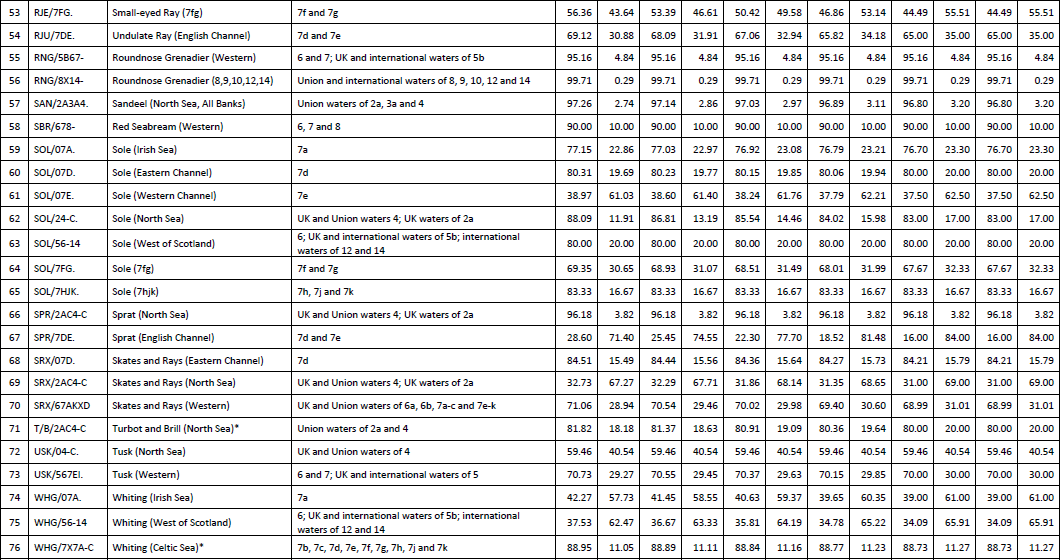 53 RJE/7FG. Small-eyed Ray (7fg) 7f and 7g 56.36 43.64 53.39 46.61 50.42 49.58 46.86 53.14 44.49 55.51 44.49 55.51
54 RJU/7DE. Undulate Ray (English Channel) 7d and 7e 69.12 30.88 68.09 31.91 67.06 32.94 65.82 34.18 65.00 35.00 65.00 35.00
55 RNG/5B67- Roundnose Grenadier (Western) 6 and 7; UK and international waters of 5b 95.16 4.84 95.16 4.84 95.16 4.84 95.16 4.84 95.16 4.84 95.16 4.84
56 RNG/8X14- Roundnose Grenadier (8,9,10,12,14) Union and international waters of 8, 9, 10, 12 and 14 99.71 0.29 99.71 0.29 99.71 0.29 99.71 0.29 99.71 0.29 99.71 0.29
57 SAN/2A3A4. Sandeel (North Sea, All Banks) Union waters of 2a, 3a and 4 97.26 2.74 97.14 2.86 97.03 2.97 96.89 3.11 96.80 3.20 96.80 3.20
58 SBR/678- Red Seabream (Western) 6, 7 and 8 90.00 10.00 90.00 10.00 90.00 10.00 90.00 10.00 90.00 10.00 90.00 10.00
59 SOL/07A. Sole (Irish Sea) 7a 77.15 22.86 77.03 22.97 76.92 23.08 76.79 23.21 76.70 23.30 76.70 23.30
60 SOL/07D. Sole (Eastern Channel) 7d 80.31 19.69 80.23 19.77 80.15 19.85 80.06 19.94 80.00 20.00 80.00 20.00
61 SOL/07E. Sole (Western Channel) 7e 38.97 61.03 38.60 61.40 38.24 61.76 37.79 62.21 37.50 62.50 37.50 62.50
62 SOL/24-C. Sole (North Sea) UK and Union waters 4; UK waters of 2a 88.09 11.91 86.81 13.19 85.54 14.46 84.02 15.98 83.00 17.00 83.00 17.00
63 SOL/56-14 Sole (West of Scotland) 6; UK and international waters of 5b; international
waters of 12 and 14 80.00 20.00 80.00 20.00 80.00 20.00 80.00 20.00 80.00 20.00 80.00 20.00
64 SOL/7FG. Sole (7fg) 7f and 7g 69.35 30.65 68.93 31.07 68.51 31.49 68.01 31.99 67.67 32.33 67.67 32.33
65 SOL/7HJK. Sole (7hjk) 7h, 7j and 7k 83.33 16.67 83.33 16.67 83.33 16.67 83.33 16.67 83.33 16.67 83.33 16.67
66 SPR/2AC4-C Sprat (North Sea) UK and Union waters 4; UK waters of 2a 96.18 3.82 96.18 3.82 96.18 3.82 96.18 3.82 96.18 3.82 96.18 3.82
67 SPR/7DE. Sprat (English Channel) 7d and 7e 28.60 71.40 25.45 74.55 22.30 77.70 18.52 81.48 16.00 84.00 16.00 84.00
68 SRX/07D. Skates and Rays (Eastern Channel) 7d 84.51 15.49 84.44 15.56 84.36 15.64 84.27 15.73 84.21 15.79 84.21 15.79
69 SRX/2AC4-C Skates and Rays (North Sea) UK and Union waters 4; UK waters of 2a 32.73 67.27 32.29 67.71 31.86 68.14 31.35 68.65 31.00 69.00 31.00 69.00
70 SRX/67AKXD Skates and Rays (Western) UK and Union waters of 6a, 6b, 7a-c and 7e-k 71.06 28.94 70.54 29.46 70.02 29.98 69.40 30.60 68.99 31.01 68.99 31.01
71 T/B/2AC4-C Turbot and Brill (North Sea)* Union waters of 2a and 4 81.82 18.18 81.37 18.63 80.91 19.09 80.36 19.64 80.00 20.00 80.00 20.00
72 USK/04-C. Tusk (North Sea) UK and Union waters of 4 59.46 40.54 59.46 40.54 59.46 40.54 59.46 40.54 59.46 40.54 59.46 40.54
73 USK/567EI. Tusk (Western) 6 and 7; UK and international waters of 5 70.73 29.27 70.55 29.45 70.37 29.63 70.15 29.85 70.00 30.00 70.00 30.00
74 WHG/07A. Whiting (Irish Sea) 7a 42.27 57.73 41.45 58.55 40.63 59.37 39.65 60.35 39.00 61.00 39.00 61.00
75 WHG/56-14 Whiting (West of Scotland) 6; UK and international waters of 5b; international
waters of 12 and 14 37.53 62.47 36.67 63.33 35.81 64.19 34.78 65.22 34.09 65.91 34.09 65.91
76 WHG/7X7A-C Whiting (Celtic Sea)* 7b, 7c, 7d, 7e, 7f, 7g, 7h, 7j and 7k 88.95 11.05 88.89 11.11 88.84 11.16 88.77 11.23 88.73 11.27 88.73 11.27